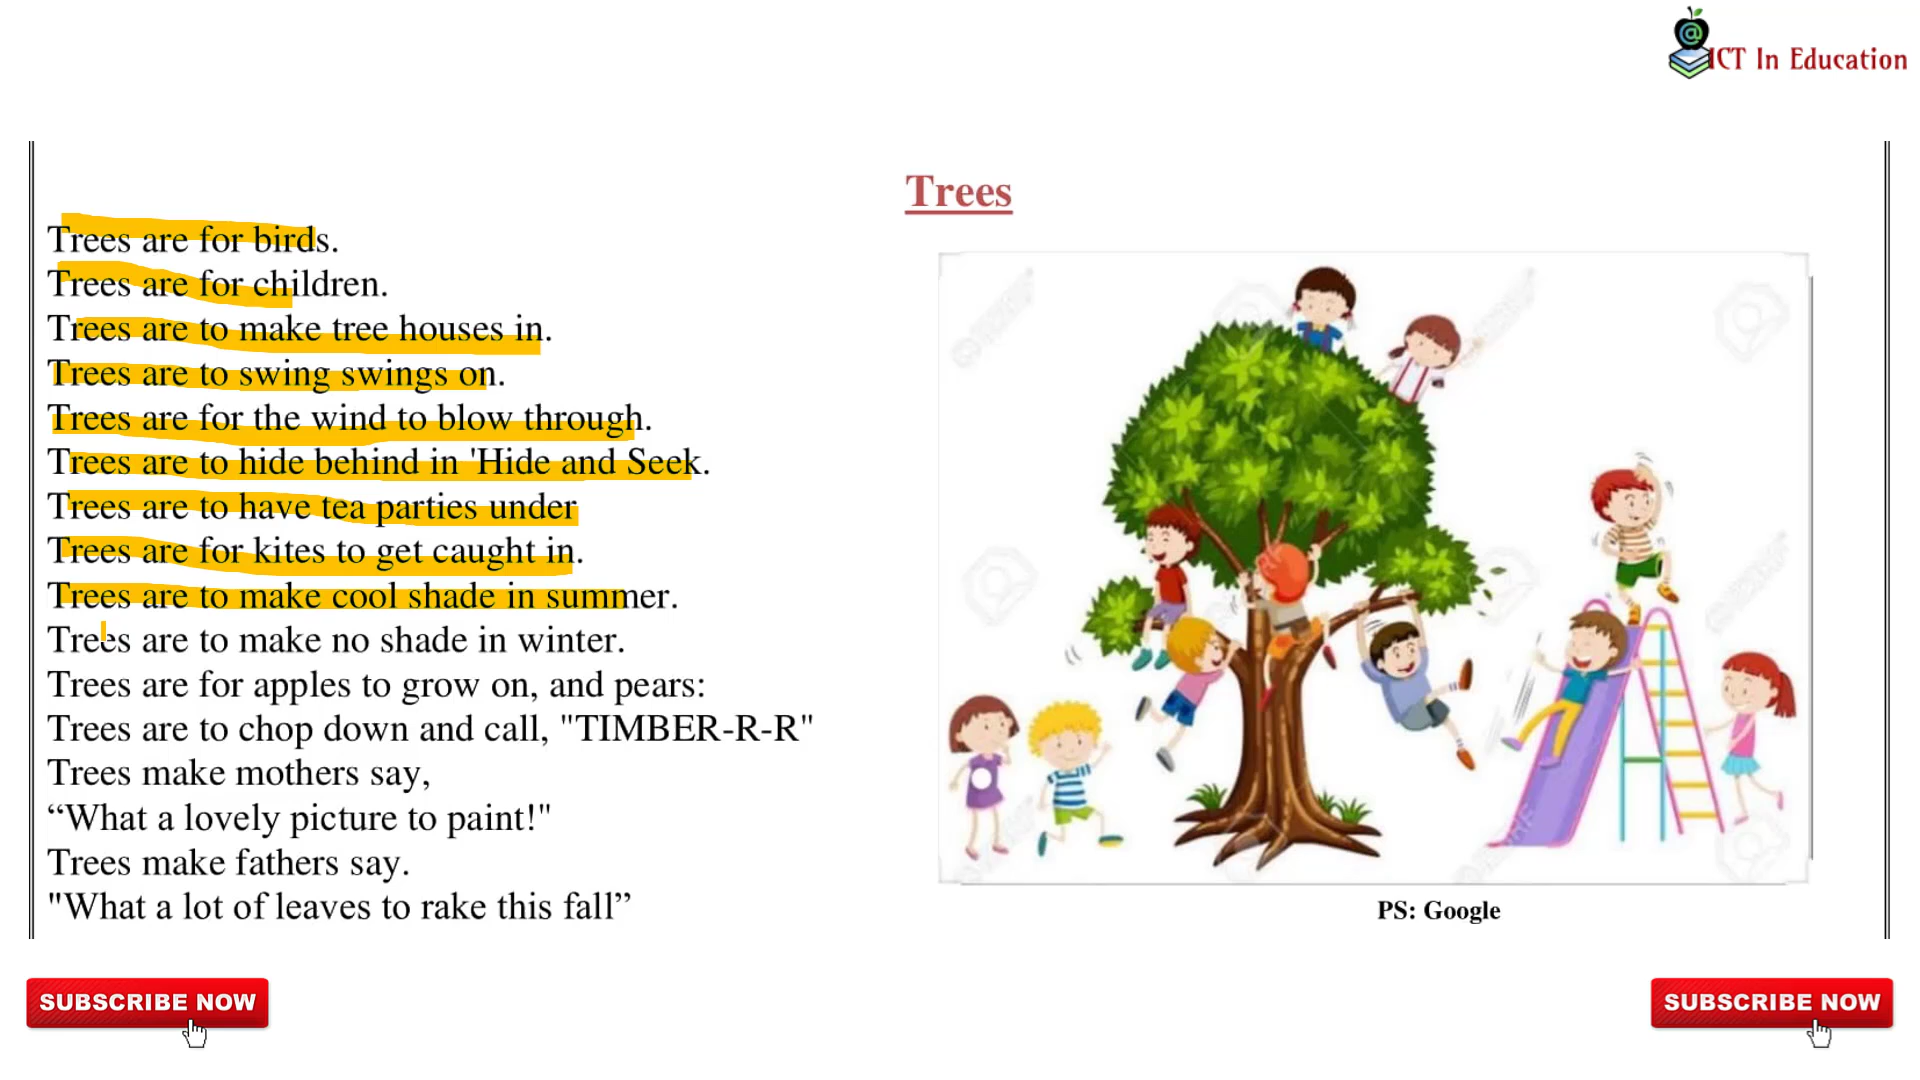 ICT In Education
Trees
Trees are for birds.
Trees are for children.
Trees are to make tree houses in.
Trees are to swing swings on.
Trees are for the wind to blow through.
Trees are to hide behind in 'Hide and Seek.
Trees are to have tea parties under
Trees are for kites to get caught in.
Trees are to make cool shade in summer.
Trees are to make no shade in winter.
Trees are for apples to grow on, and pears:
Trees are to chop down and call, "TIMBER-R-R"
Trees make mothers say,
“What a lovely picture to paint!"
Trees make fathers say.
"What a lot of leaves to rake this fall”
PS: Google
SUBSCRIBE NOW
SUBSCRIBE NOW